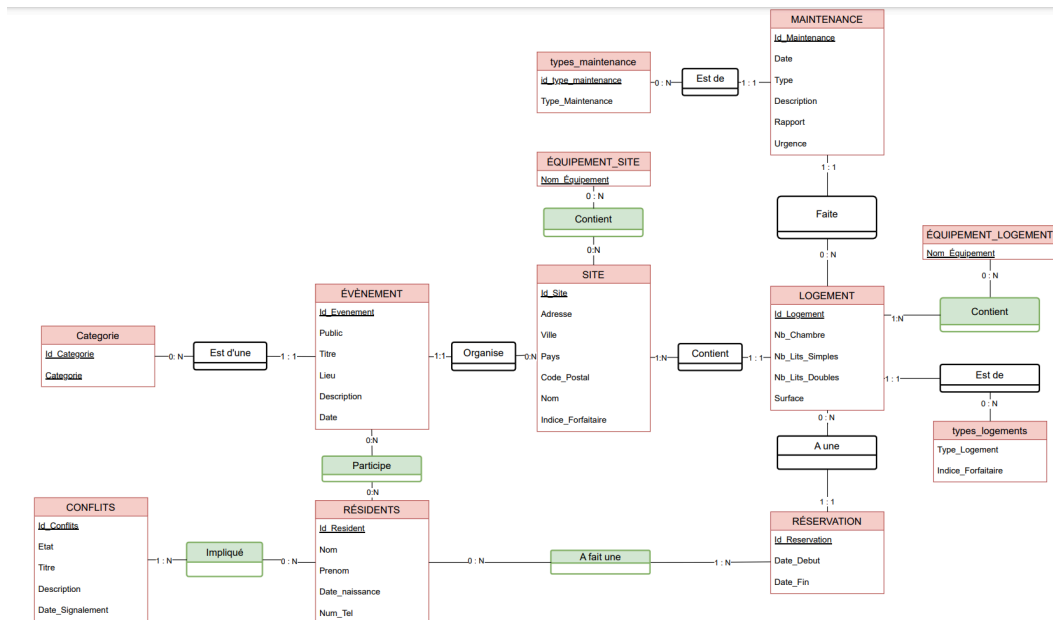 MAINTENANCE
Id_Maintenance
Date
Type
Description
Rapport
Urgence
types_maintenance
id_type_maintenance
Type_Maintenance
0 : N
Est de
1 : 1
1 : 1
Faite
0 : N
ÉQUIPEMENT_SITE
Nom_Équipement
0 : N
Contient
0:N
ÉQUIPEMENT_LOGEMENT
Nom_Équipement
0 : N
Contient
1:N
SITE
Id_Site
Adresse
Ville
Pays
Code_Postal
Nom
Indice_Forfaitaire
1:N
Contient
1 : 1
LOGEMENT
Id_Logement
Nb_Chambre
Nb_Lits_Simples
Nb_Lits_Doubles
Surface
1 : 1
Est de
0 : N
types_logements
Type_Logement
Indice_Forfaitaire
ÉVÈNEMENT
Id_Evenement
Public
Titre
Lieu
Description
Date
1:1
Organise
0:N
Categorie
Id_Categorie
Categorie
0: N
Est d'une
1 : 1
0:N
Participe
0:N
0 : N
A une
1 : 1
CONFLITS
Id_Conflits
Etat
Titre
Description
Date_Signalement
1 : N
Impliqué
0 : N
RÉSIDENTS
Id_Resident
Nom
Prenom
Date_naissance
Num_Tel
0 : N
A fait une
1 : N
RÉSERVATION
Id_Reservation
Date_Debut
Date_Fin